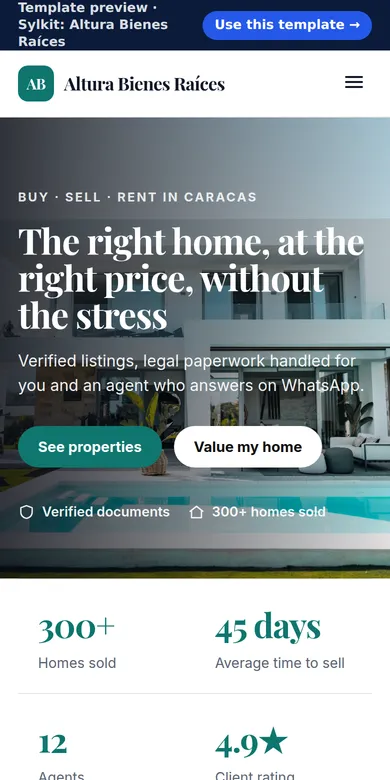 Template preview ·
Sylkit: Altura Bienes
Raíces
Use this template →
AB
Altura Bienes Raíces
BUY · SELL · RENT IN CARACAS
The right home, at the
right price, without
the stress
Verified listings, legal paperwork handled for
you and an agent who answers on WhatsApp.
See properties
Value my home
Verified documents
300+ homes sold
300+
45 days
Homes sold
Average time to sell
12
4.9★
Agents
Client rating